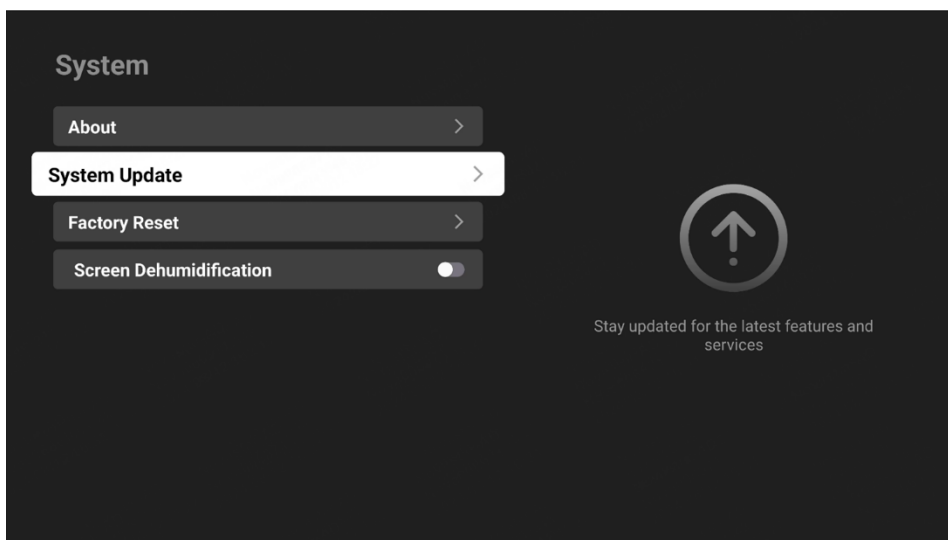 System
About
System Update
Factory Reset
Screen Dehumidification
Stay updated for the latest features and
services